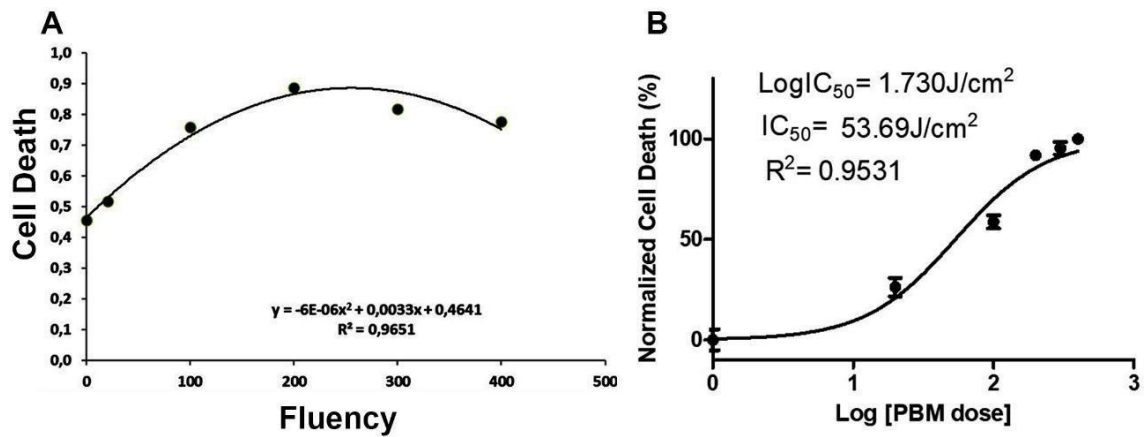 A
Cell Death
1,0
0,9
0,8
0,7
0,6
0,5
0,4
0,3
0,2
0,1
0,0
y = -6E-06x² + 0,0033x + 0,4641
R² = 0,9651
0 100 200 300 400 500
Fluency
B
Normalized Cell Death (%)
LogIC₅₀= 1.730J/cm²
IC₅₀= 53.69J/cm²
R²= 0.9531
100
50
0
0 1 2 3
Log [PBM dose]